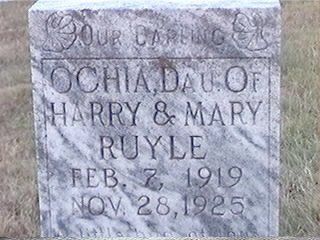 OUR DARLING
OCHIA, DAU. OF
HARRY & MARY
RUYLE
FEB. 7, 1919
NOV. 28, 1925